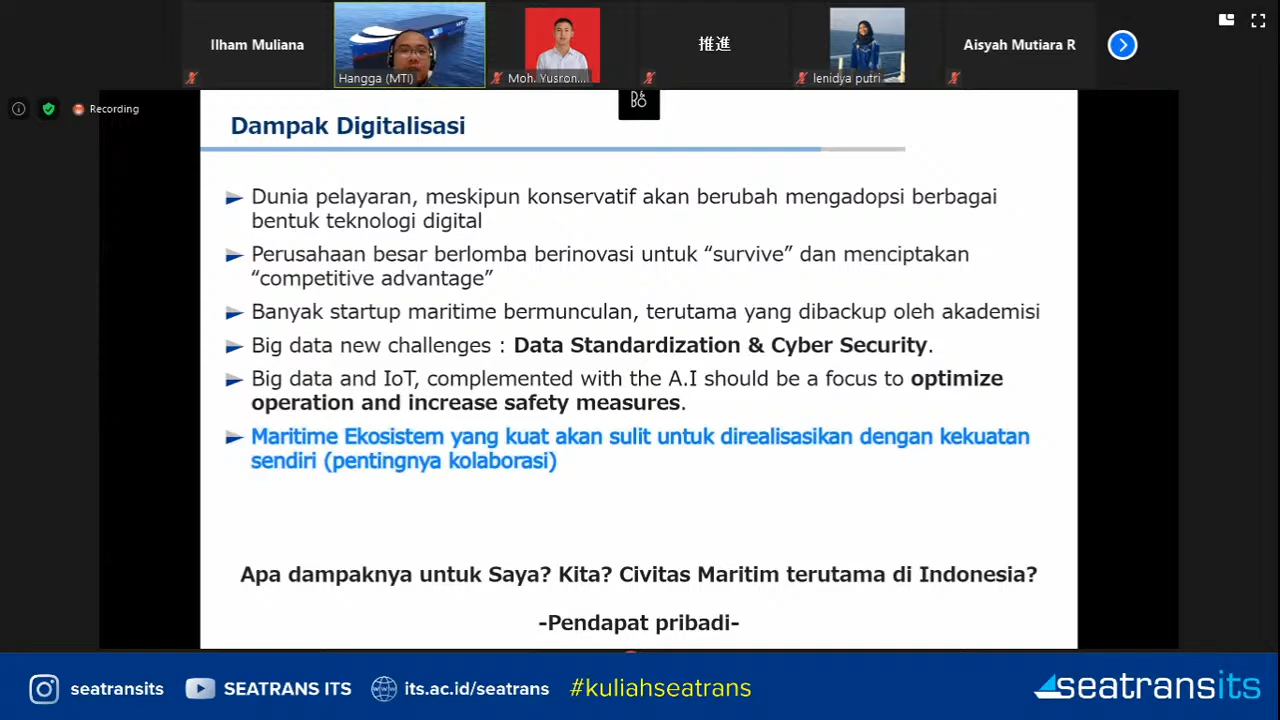 Ilham Muliana
Hangga (MTI)
Moh. Yusron...
推進
lenidya putri
Aisyah Mutiara R
Recording
Dampak Digitalisasi
Dunia pelayaran, meskipun konservatif akan berubah mengadopsi berbagai
bentuk teknologi digital
Perusahaan besar berlomba berinovasi untuk “survive” dan menciptakan
“competitive advantage”
Banyak startup maritime bermunculan, terutama yang dibackup oleh akademisi
Big data new challenges : Data Standardization & Cyber Security.
Big data and IoT, complemented with the A.I should be a focus to optimize
operation and increase safety measures.
Maritime Ekosistem yang kuat akan sulit untuk direalisasikan dengan kekuatan
sendiri (pentingnya kolaborasi)
Apa dampaknya untuk Saya? Kita? Civitas Maritim terutama di Indonesia?
-Pendapat pribadi-
seatransits
SEATRANS ITS
its.ac.id/seatrans
#kuliahseatrans
seatransits